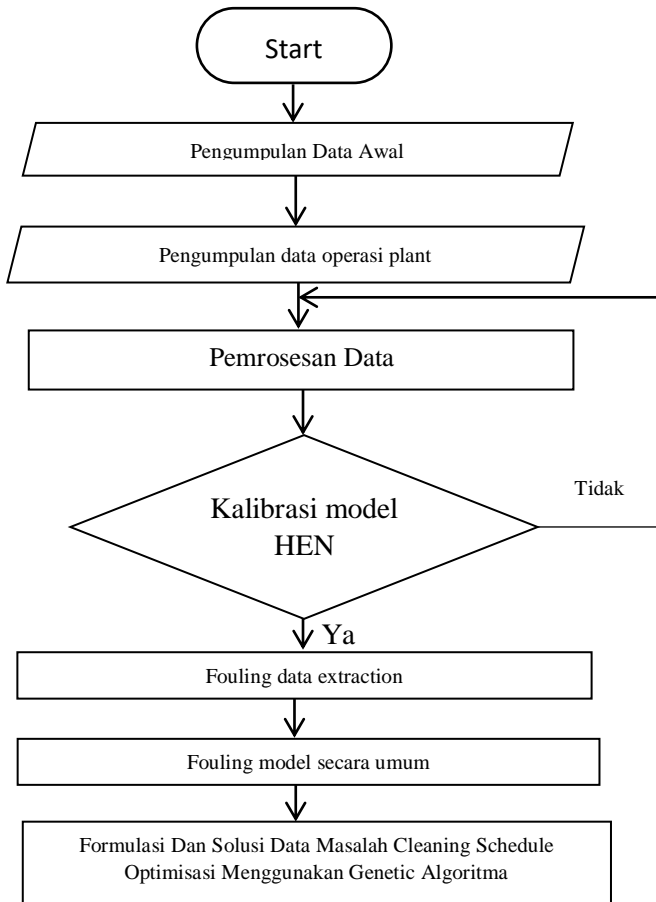 Start
Pengumpulan Data Awal
Pengumpulan data operasi plant
Pemrosesan Data
Kalibrasi model
HEN
Tidak
Ya
Fouling data extraction
Fouling model secara umum
Formulasi Dan Solusi Data Masalah Cleaning Schedule
Optimisasi Menggunakan Genetic Algoritma